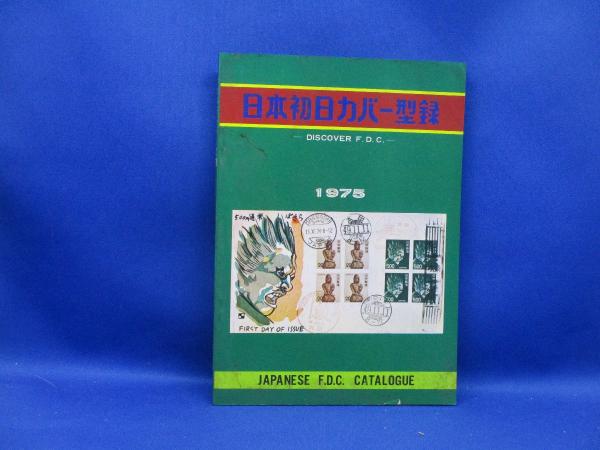 日本初日カバー型録
— DISCOVER F. D. C. —
1975
FIRST DAY OF ISSUE
JAPANESE F.D.C. CATALOGUE